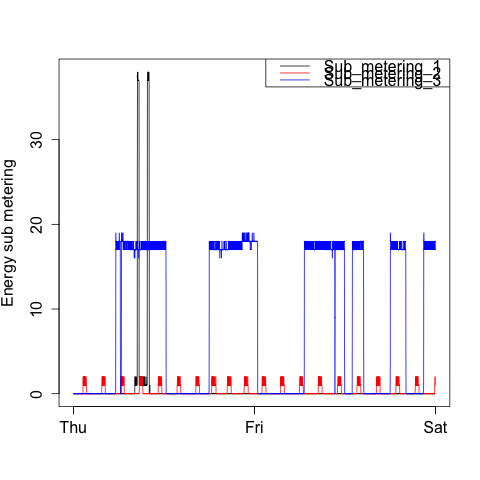 Sub_metering_1
Sub_metering_2
Sub_metering_3
Energy sub metering
30
20
10
0
Thu Fri Sat